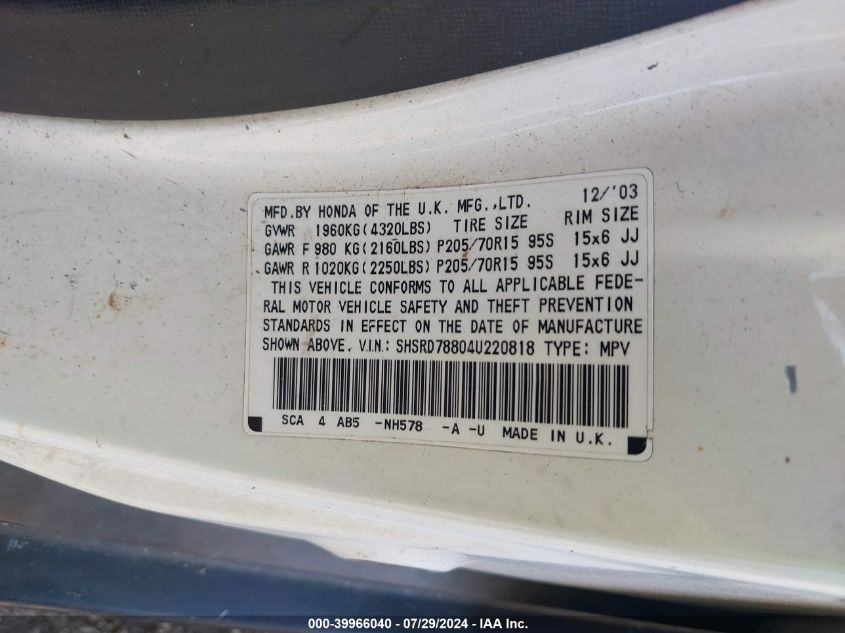 MFD.BY HONDA OF THE U.K. MFG.,LTD. 12/'03
GVWR 1960KG(4320LBS) TIRE SIZE RIM SIZE
GAWR F 980 KG(2160LBS) P205/70R15 95S 15x6 JJ
GAWR R 1020KG(2250LBS) P205/70R15 95S 15x6 JJ
THIS VEHICLE CONFORMS TO ALL APPLICABLE FEDE-
RAL MOTOR VEHICLE SAFETY AND THEFT PREVENTION
STANDARDS IN EFFECT ON THE DATE OF MANUFACTURE
SHOWN ABOVE. V.I.N.: SHSRD78804U220818 TYPE: MPV
SCA 4 AB5 -NH578 -A -U MADE IN U.K.
000-39966040 / 07/29/2024 - IAA Inc.